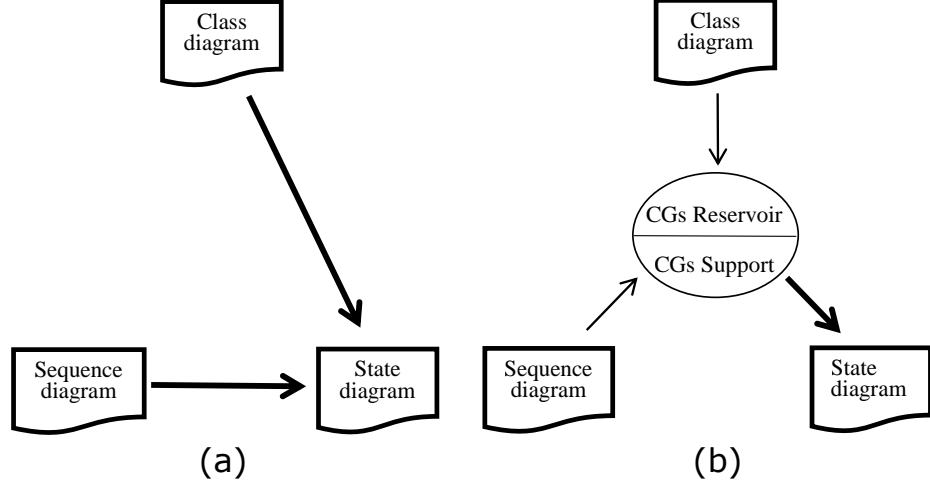 Class
diagram
Sequence
diagram
State
diagram
(a)
Class
diagram
CGs Reservoir
CGs Support
Sequence
diagram
State
diagram
(b)